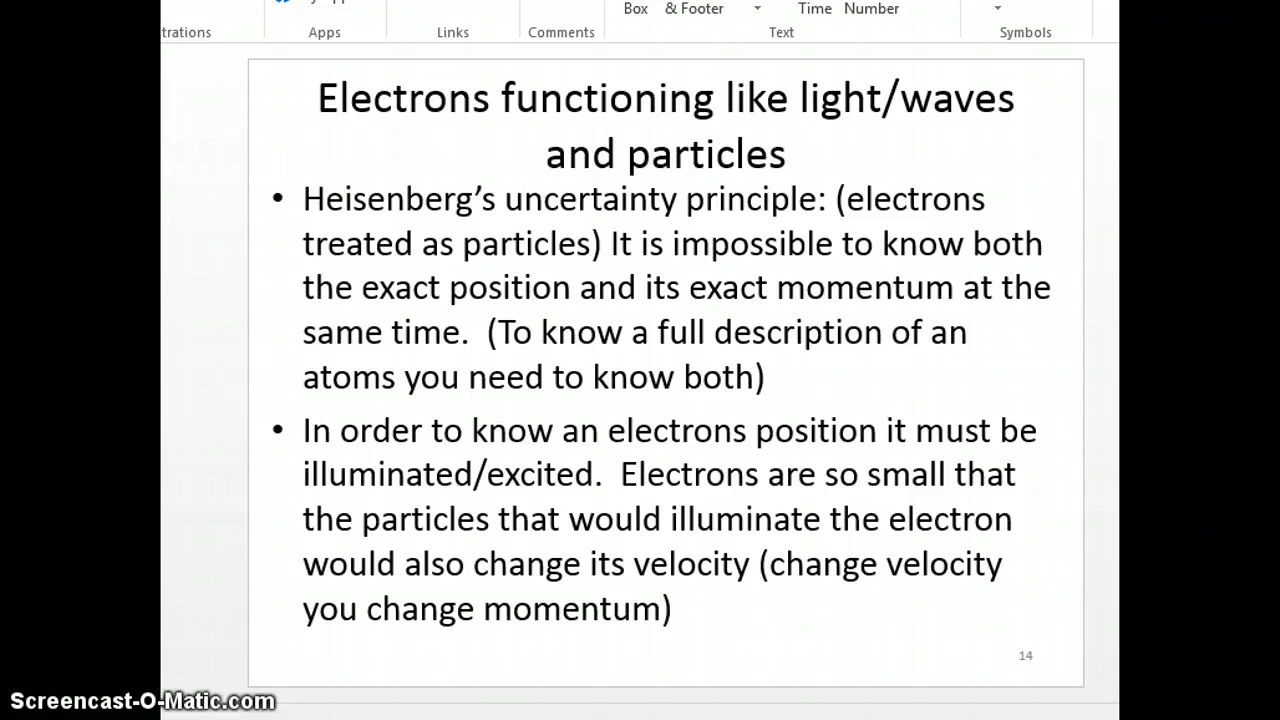 Box & Footer Time Number
trations Apps Links Comments Text Symbols
Electrons functioning like light/waves
and particles
• Heisenberg’s uncertainty principle: (electrons
treated as particles) It is impossible to know both
the exact position and its exact momentum at the
same time.  (To know a full description of an
atoms you need to know both)
• In order to know an electrons position it must be
illuminated/excited.  Electrons are so small that
the particles that would illuminate the electron
would also change its velocity (change velocity
you change momentum)
14
Screencast-O-Matic.com